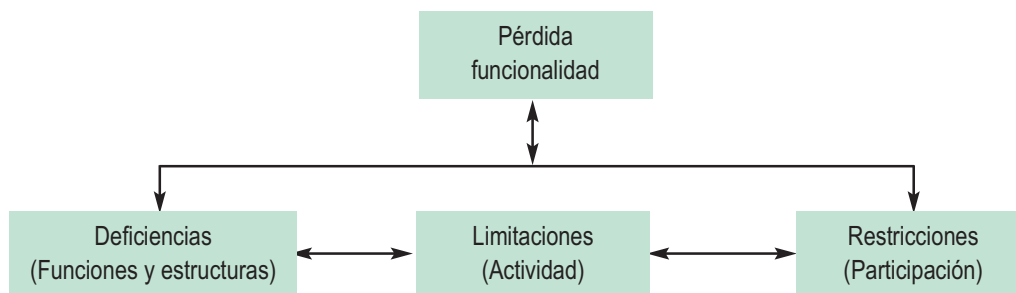 Pérdida
funcionalidad
Deficiencias
(Funciones y estructuras)
Limitaciones
(Actividad)
Restricciones
(Participación)